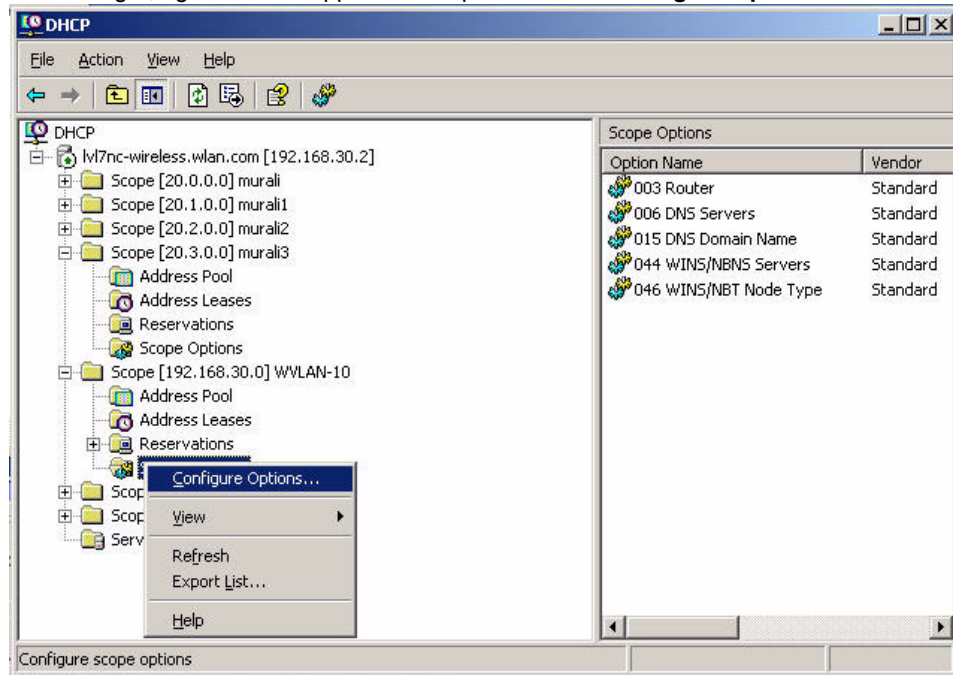 DHCP
File Action View Help
DHCP
lvl7nc-wireless.wlan.com [192.168.30.2]
Scope [20.0.0.0] murali
Scope [20.1.0.0] murali1
Scope [20.2.0.0] murali2
Scope [20.3.0.0] murali3
Address Pool
Address Leases
Reservations
Scope Options
Scope [192.168.30.0] WVLAN-10
Address Pool
Address Leases
Reservations
Scop
Scop
Serv
Configure Options...
View
Refresh
Export List...
Help
Scope Options
Option Name Vendor
003 Router Standard
006 DNS Servers Standard
015 DNS Domain Name Standard
044 WINS/NBNS Servers Standard
046 WINS/NBT Node Type Standard
Configure scope options